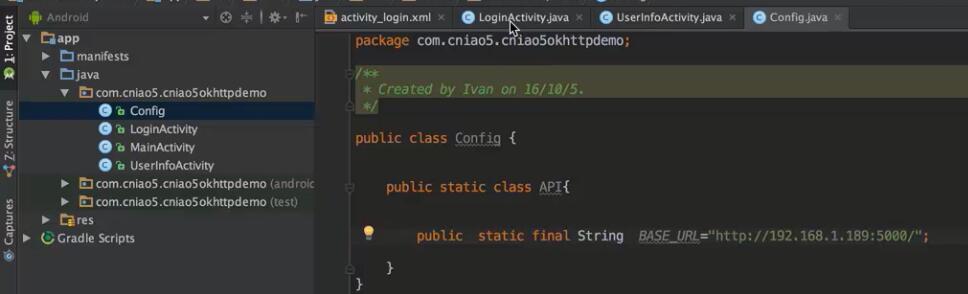 Android
activity_login.xml
LoginActivity.java
UserInfoActivity.java
Config.java
1: Project
Z: Structure
Captures
app
manifests
java
com.cniao5.cniao5okhttpdemo
Config
LoginActivity
MainActivity
UserInfoActivity
com.cniao5.cniao5okhttpdemo (androi
com.cniao5.cniao5okhttpdemo (test)
res
Gradle Scripts
package com.cniao5.cniao5okhttpdemo;
/**
* Created by Ivan on 16/10/5.
*/
public class Config {
public static class API{
public  static final String  BASE_URL="http://192.168.1.189:5000/";
}
}